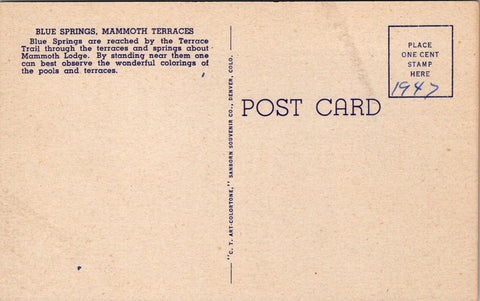 BLUE SPRINGS, MAMMOTH TERRACES
Blue Springs are reached by the Terrace
Trail through the terraces and springs about
Mammoth Lodge. By standing near them one
can best observe the wonderful colorings of
the pools and terraces.
"C. T. ART-COLORTONE," SANBORN SOUVENIR CO., DENVER, COLO.
POST CARD
PLACE
ONE CENT
STAMP
HERE
1947